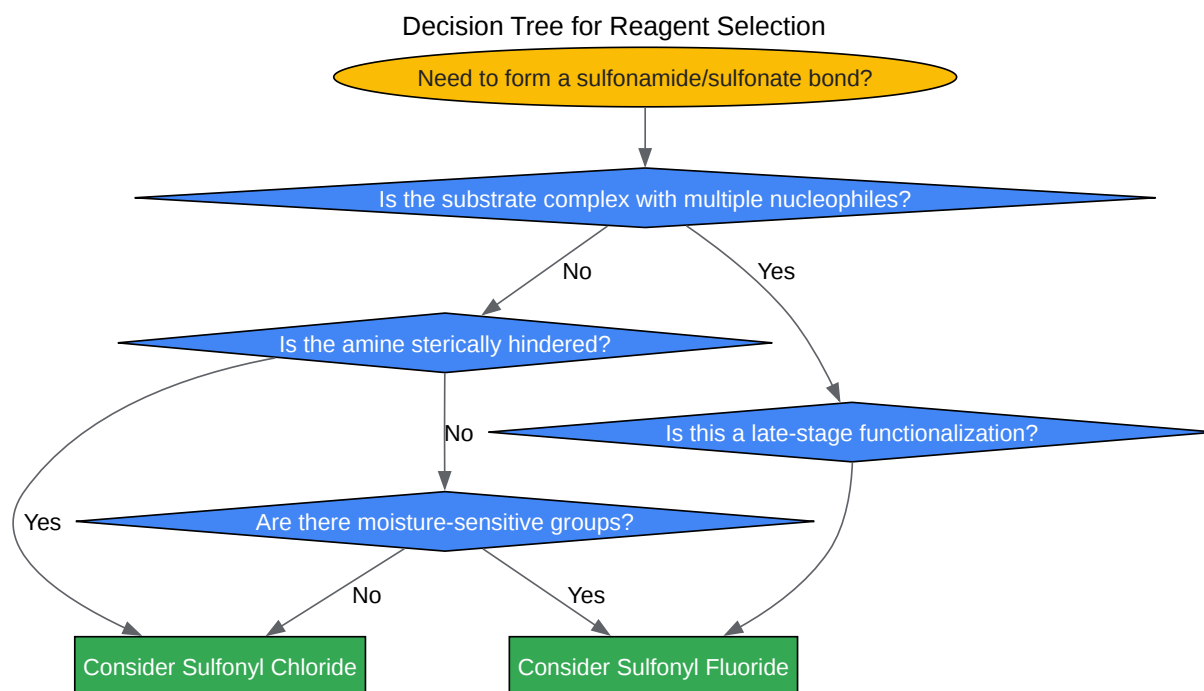 Decision Tree for Reagent Selection
Need to form a sulfonamide/sulfonate bond?
Is the substrate complex with multiple nucleophiles?
No
Yes
Is the amine sterically hindered?
No
Is this a late-stage functionalization?
Yes
Are there moisture-sensitive groups?
No
Yes
Consider Sulfonyl Chloride
Consider Sulfonyl Fluoride